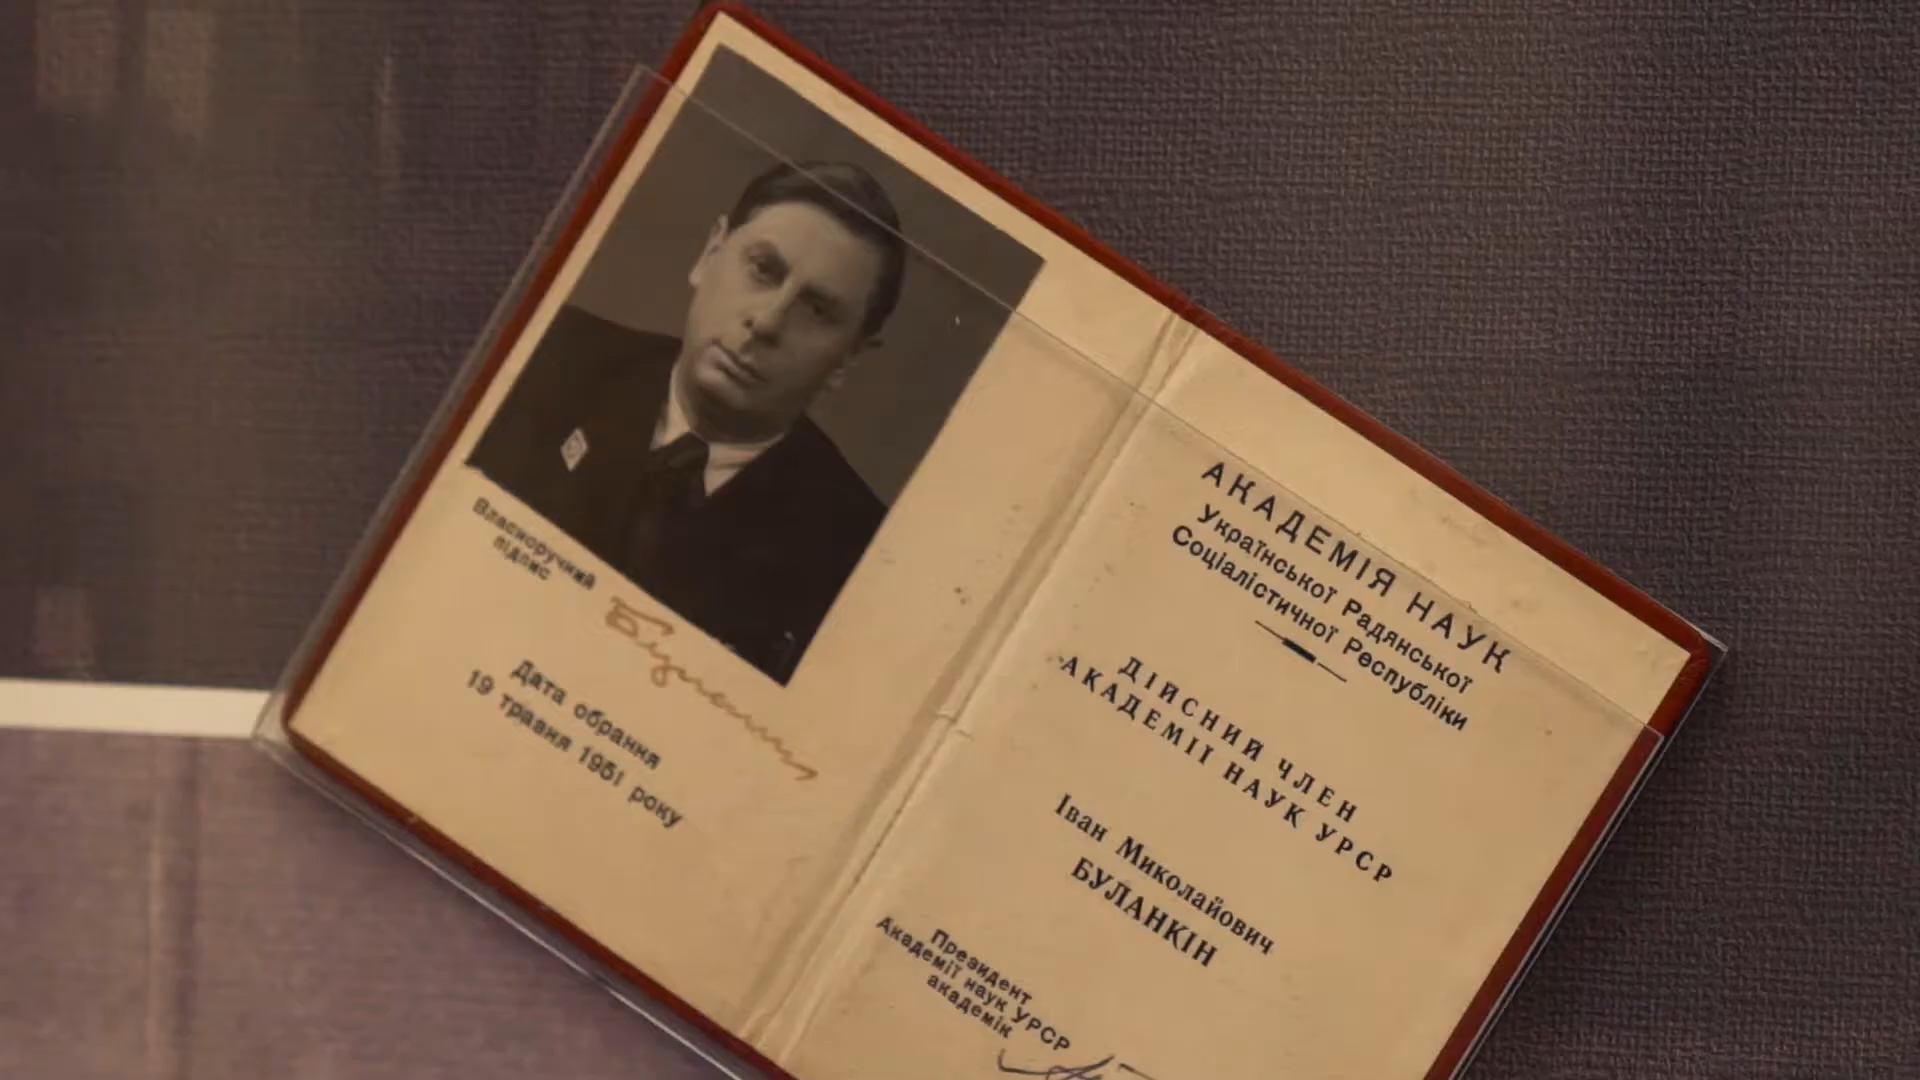 Власноручний
підпис
Буланкин
Дата обрання
19 травня 1951 року
АКАДЕМІЯ НАУК
Української Радянської
Соціалістичної Республіки
ДІЙСНИЙ ЧЛЕН
АКАДЕМІЇ НАУК УРСР
Іван Миколайович
БУЛАНКІН
Президент
Академії наук УРСР
академік